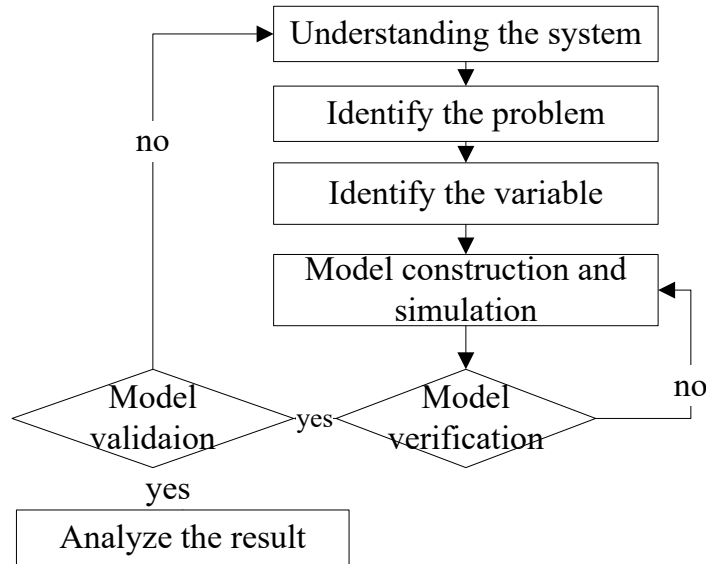 Understanding the system
Identify the problem
no
Identify the variable
Model construction and
simulation
no
Model
validaion
yes
Model
verification
yes
Analyze the result